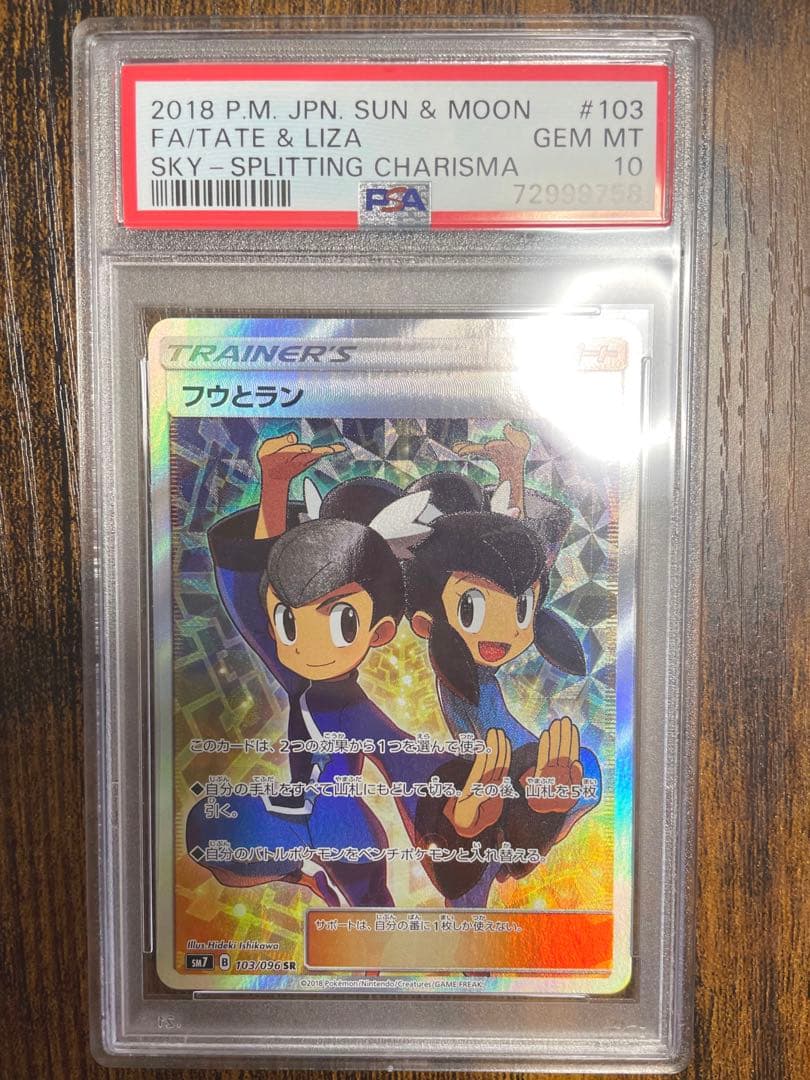 2018 P.M. JPN. SUN & MOON #103
FA/TATE & LIZA GEM MT
SKY-SPLITTING CHARISMA 10
PSA 72999758
TRAINER'S
フウとラン
このカードは、2つの効果から1つを選んで使う。
◆自分の手札をすべて山札にもどして切る。その後、山札を5枚
引く。
◆自分のバトルポケモンをベンチポケモンと入れ替える。
サポートは、自分の番に1枚しか使えない。
Illus. Hideki Ishikawa
SM7 B 103/096 SR
©2018 Pokémon/Nintendo/Creatures/GAME FREAK.